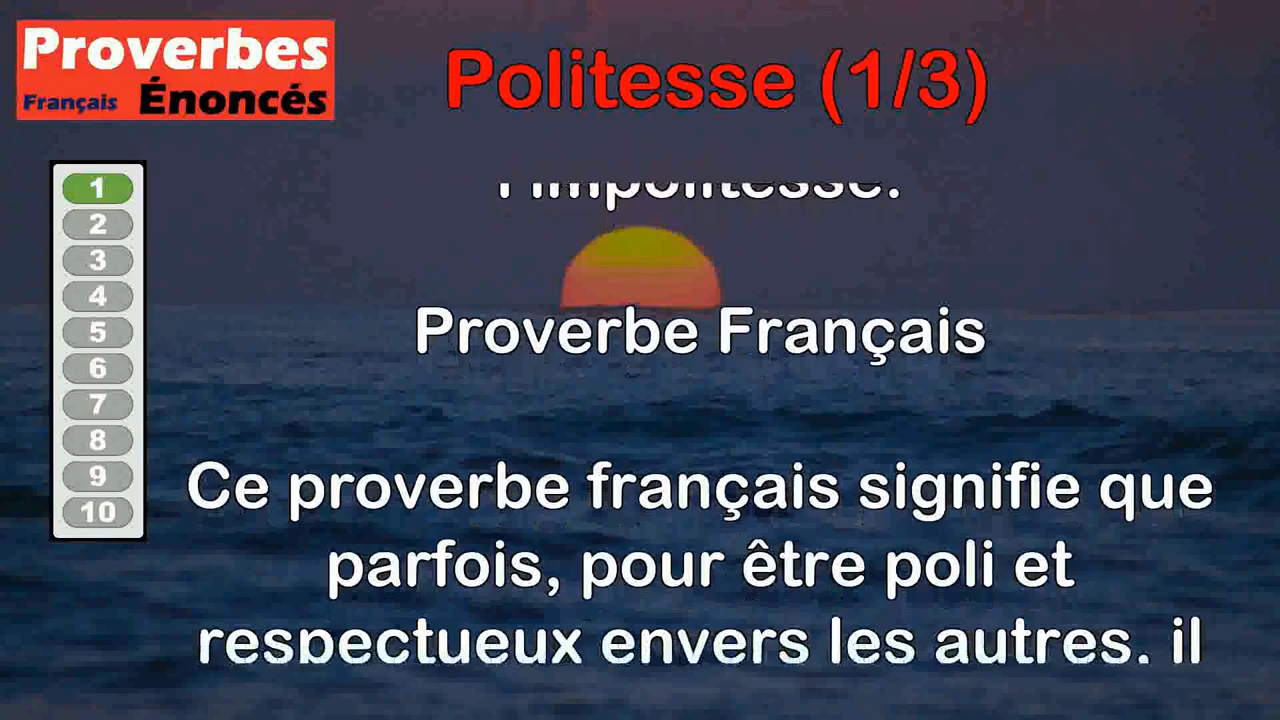 Proverbes
Français Énoncés
Politesse (1/3)
1
2
3
4
5
6
7
8
9
10
l'impolitesse.
Proverbe Français
Ce proverbe français signifie que
parfois, pour être poli et
respectueux envers les autres, il